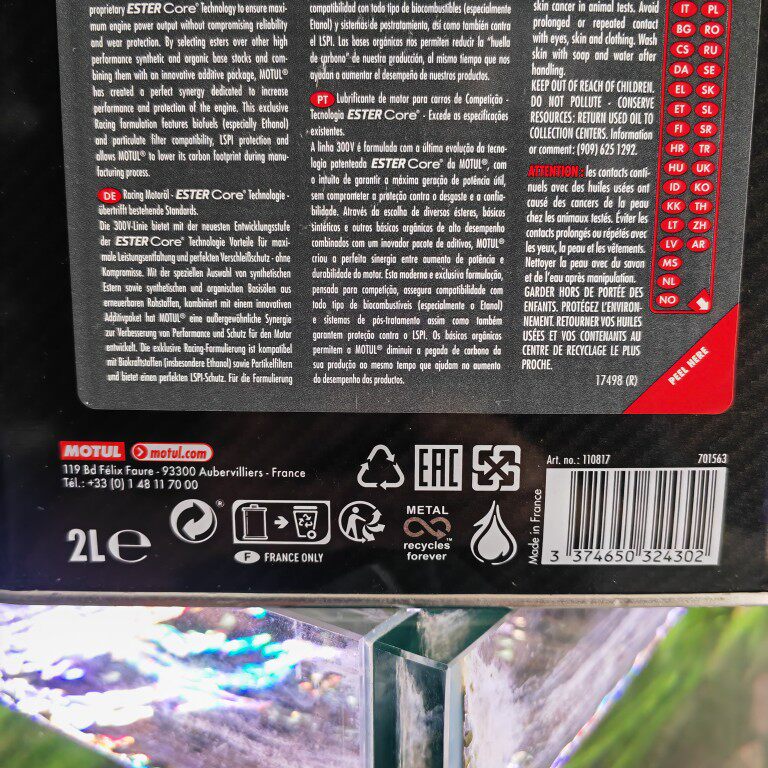 proprietary ESTER Core® Technology to ensure maxi-
mum engine power output without compromising reliability
and wear protection. By selecting esters over other high
performance synthetic and organic base stocks and com-
bining them with an innovative additive package, MOTUL®
has created a perfect synergy dedicated to increase
performance and protection of the engine. This exclusive
Racing formulation features biofuels (especially Ethanol)
and particulate filter compatibility, LSPI protection and
allows MOTUL® to lower its carbon footprint during manu-
facturing process.
DE Racing Motoröl - ESTER Core® Technologie -
übertrifft bestehende Standards.
Die 300V-Linie bietet mit der neuesten Entwicklungsstufe
der ESTER Core® Technologie Vorteile für maxi-
male Leistungsentfaltung und perfekten Verschleißschutz - ohne
Kompromisse. Mit der speziellen Auswahl von synthetischen
Estern sowie synthetischen und organischen Basisölen aus
erneuerbaren Rohstoffen, kombiniert mit einem innovativen
Additivpaket hat MOTUL® eine außergewöhnliche Synergie
zur Verbesserung von Performance und Schutz für den Motor
entwickelt. Die exklusive Racing-Formulierung ist kompatibel
mit Biokraftstoffen (insbesondere Ethanol) sowie Partikelfiltern
und bietet einen perfekten LSPI-Schutz. Für die Formulierung
compatibilidad con todo tipo de biocombustibles (especialmente
Etanol) y sistemas de postratamiento, así como también contra
el LSPI. Las bases orgánicas nos permiten reducir la "huella
de carbono" de nuestra producción, al mismo tiempo que nos
ayudan a aumentar el desempeño de nuestros productos.
PT Lubrificante de motor para carros de Competição -
Tecnologia ESTER Core® - Excede as especificações
existentes.
A linha 300V é formulada com a última evolução da tecno-
logia patenteada ESTER Core® da MOTUL®, com
o intuito de garantir a máxima geração de potência útil,
sem comprometer a proteção contra o desgaste e a confia-
bilidade. Através da escolha de diversos ésteres, básicos
sintéticos e outros básicos orgânicos de alto desempenho
combinados com um inovador pacote de aditivos, MOTUL®
criou a perfeita sinergia entre aumento de potência e
durabilidade do motor. Esta moderna e exclusiva formulação,
pensada para competição, assegura compatibilidade com
todo tipo de biocombustíveis (especialmente o Etanol)
e sistemas de pós-tratamento assim como também
garantem proteção contra o LSPI. Os básicos orgânicos
permitem a MOTUL® diminuir a pegada de carbono da
sua produção ao mesmo tempo que ajudam no aumento
do desempenho das produtos.
skin cancer in animal tests. Avoid
prolonged or repeated contact
with eyes, skin and clothing. Wash
skin with soap and water after
handling.
KEEP OUT OF REACH OF CHILDREN.
DO NOT POLLUTE - CONSERVE
RESOURCES: RETURN USED OIL TO
COLLECTION CENTERS. Information
or comment: (909) 625 1292.
ATTENTION : les contacts conti-
nuels avec des huiles usées ont
causé des cancers de la peau
chez les animaux testés. Éviter les
contacts prolongés ou répétés avec
les yeux, la peau et les vêtements.
Nettoyer la peau avec du savon
et de l'eau après manipulation.
GARDER HORS DE PORTÉE DES
ENFANTS. PROTÉGEZ L'ENVIRON-
NEMENT. RETOURNER VOS HUILES
USÉES ET VOS CONTENANTS AU
CENTRE DE RECYCLAGE LE PLUS
PROCHE.
17498 (R)
IT PL
BG RO
CS RU
DA SE
EL SK
ET SL
FI SR
HR TR
HU UK
ID KO
KK TH
LT ZH
LV AR
MS
NL
NO
PEEL HERE
MOTUL motul.com
119 Bd Félix Faure - 93300 Aubervilliers - France
Tél.: +33 (0) 1 48 11 70 00
2L e
F FRANCE ONLY
EAC
METAL
recycles
forever™
Made in France
Art. no.: 110817 701563
3 374650 324302